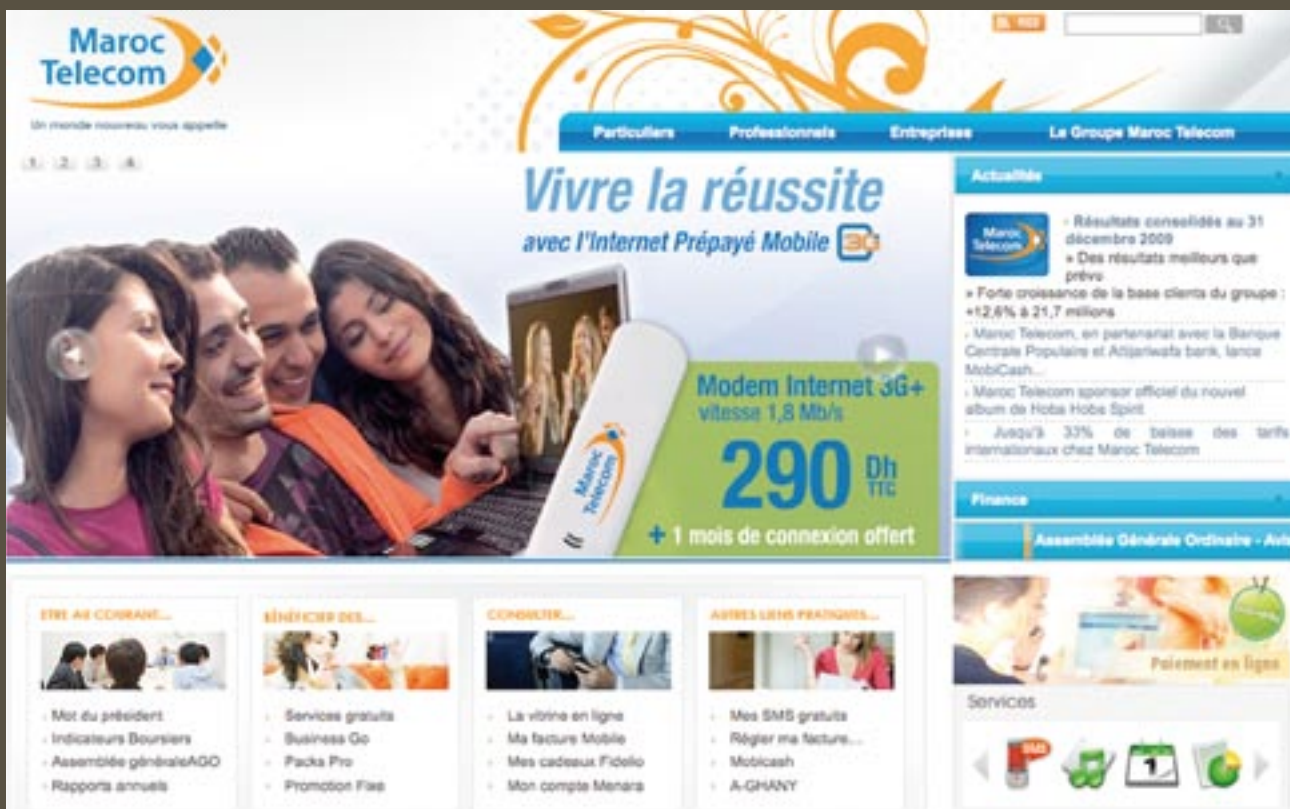 Maroc
Telecom
Un monde nouveau vous appelle
Particuliers Professionnels Entreprises Le Groupe Maroc Telecom
1 2 3 4
Vivre la réussite
avec l'Internet Prépayé Mobile 3G
Modem Internet 3G+
vitesse 1,8 Mb/s
290 Dh
TTC
+ 1 mois de connexion offert
Maroc
Telecom
Actualités
Maroc
Telecom
› Résultats consolidés au 31
décembre 2009
» Des résultats meilleurs que
prévu
» Forte croissance de la base clients du groupe :
+12,6% à 21,7 millions
› Maroc Telecom, en partenariat avec la Banque
Centrale Populaire et Attijariwafa bank, lance
MobiCash...
› Maroc Telecom sponsor officiel du nouvel
album de Hoba Hoba Spirit
› Jusqu'à 33% de baisse des tarifs
internationaux chez Maroc Telecom
Finance
Assemblée Générale Ordinaire - Avis
ETRE AU COURANT...
› Mot du président
› Indicateurs Boursiers
› Assemblée généraleAGO
› Rapports annuels
BÉNÉFICIER DES...
› Services gratuits
› Business Go
› Packs Pro
› Promotion Fixe
CONSULTER...
› La vitrine en ligne
› Ma facture Mobile
› Mes cadeaux Fidelio
› Mon compte Menara
AUTRES LIENS PRATIQUES...
› Mes SMS gratuits
› Régler ma facture...
› Mobicash
› A-GHANY
Paiement en ligne
Services
SMS
1